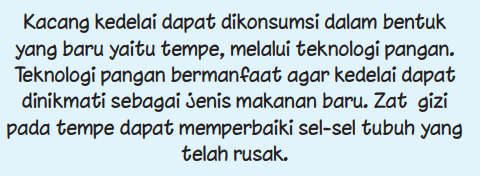 Kacang kedelai dapat dikonsumsi dalam bentuk
yang baru yaitu tempe, melalui teknologi pangan.
Teknologi pangan bermanfaat agar kedelai dapat
dinikmati sebagai jenis makanan baru. Zat gizi
pada tempe dapat memperbaiki sel-sel tubuh yang
telah rusak.